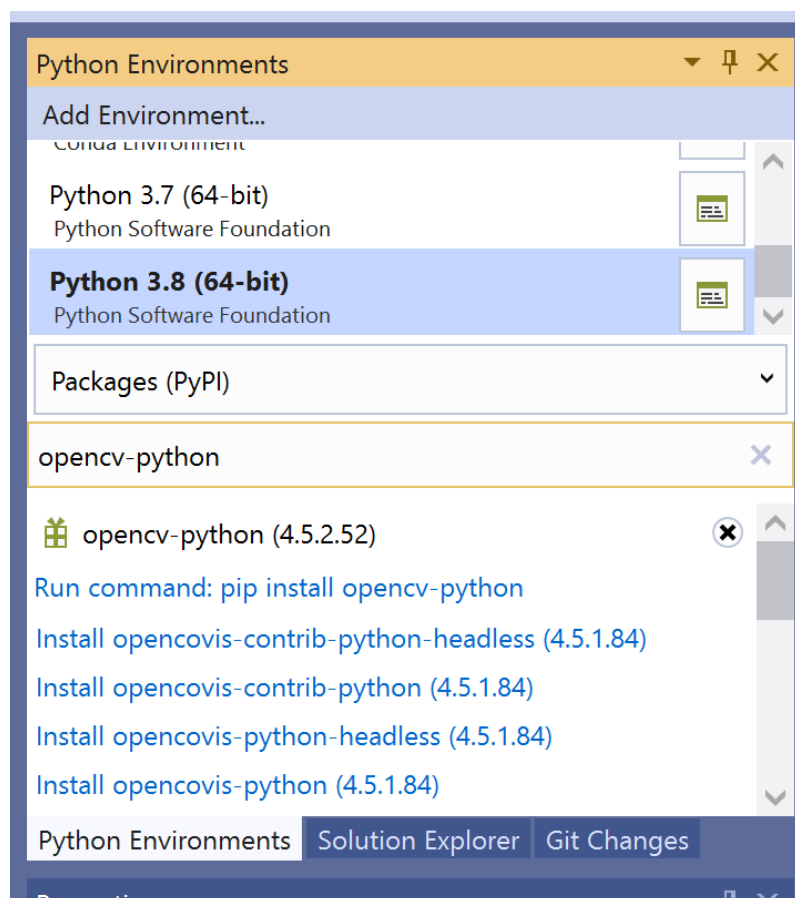 Python Environments
Add Environment...
Conda Environment
Python 3.7 (64-bit)
Python Software Foundation
Python 3.8 (64-bit)
Python Software Foundation
Packages (PyPI)
opencv-python
opencv-python (4.5.2.52)
Run command: pip install opencv-python
Install opencovis-contrib-python-headless (4.5.1.84)
Install opencovis-contrib-python (4.5.1.84)
Install opencovis-python-headless (4.5.1.84)
Install opencovis-python (4.5.1.84)
Python Environments Solution Explorer Git Changes